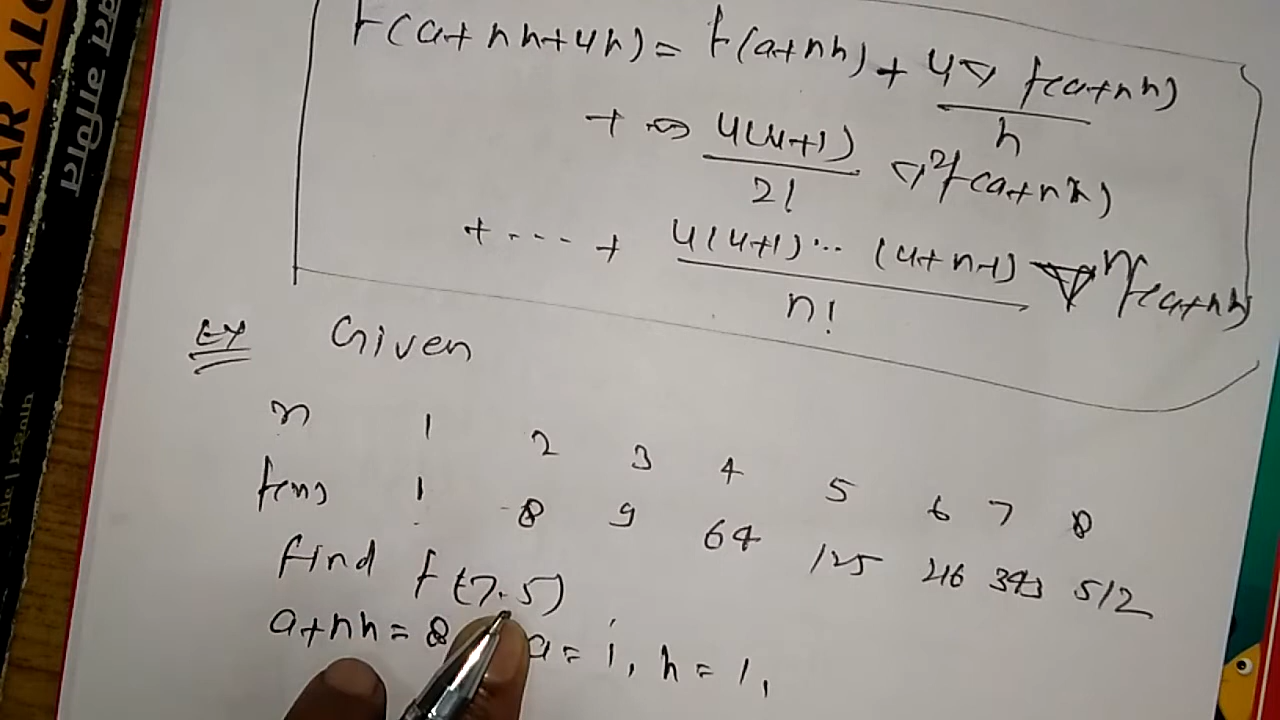 f(a+nh+uh) = f(a+nh) + u∇ f(a+nh) / h
+ u(u+1) / 2! ∇²f(a+nh)
+ ---- + u(u+1)... (u+n-1) / n! ∇ⁿf(a+nh)
Ex Given
x 1 2 3 4 5 6 7 8
f(x) 1 8 9 64 125 216 343 512
find f(7.5)
a+nh = 8 a = 1, h = 1,